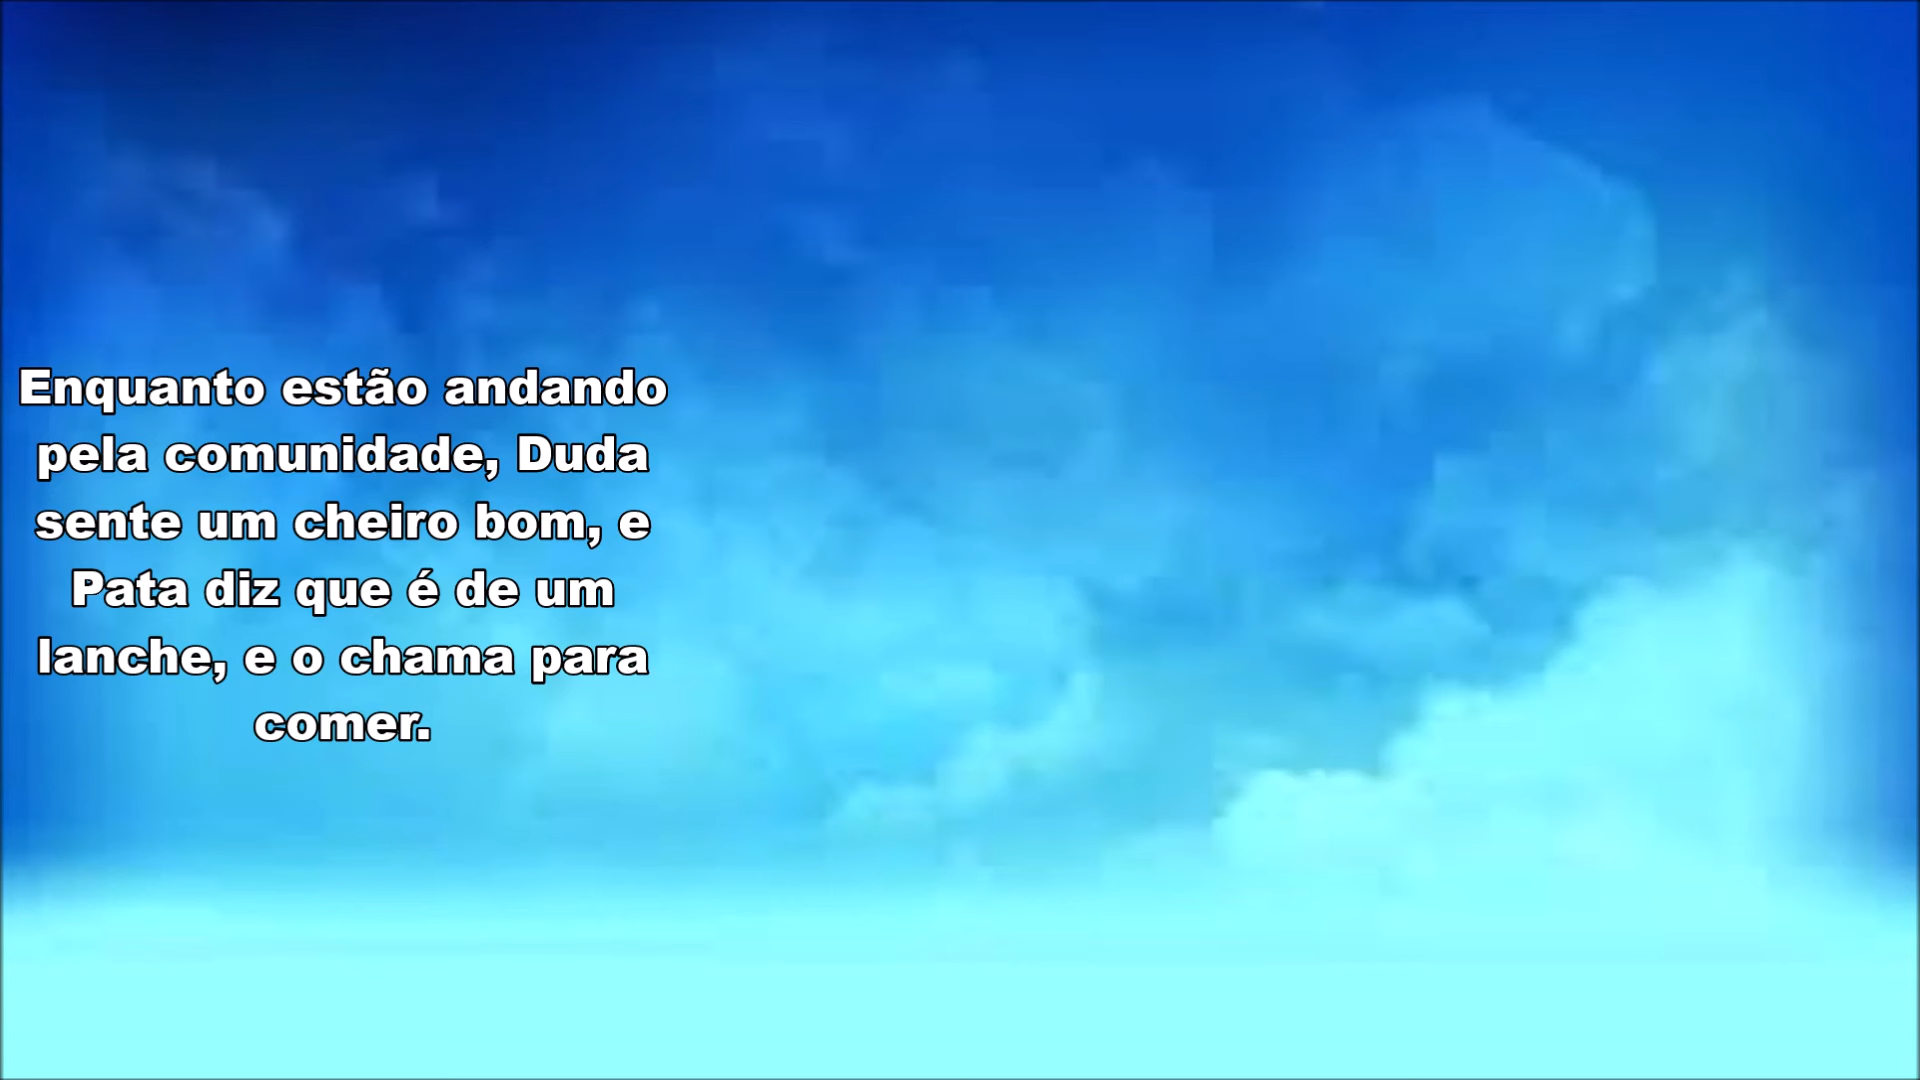 Enquanto estão andando
pela comunidade, Duda
sente um cheiro bom, e
Pata diz que é de um
lanche, e o chama para
comer.